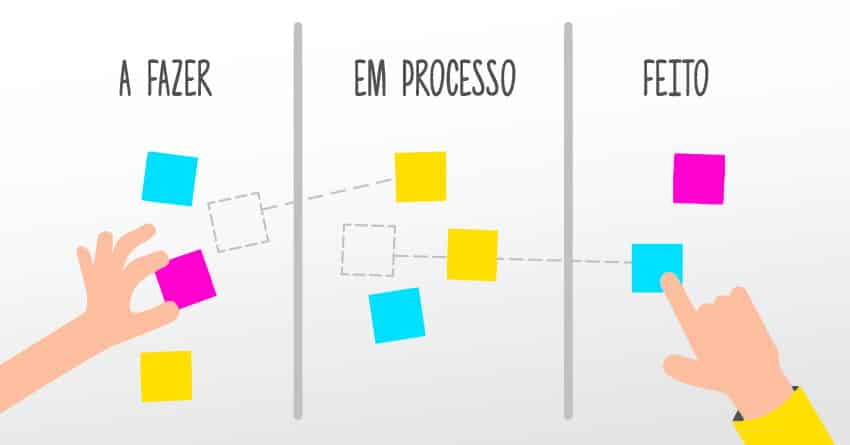 A FAZER
EM PROCESSO
FEITO